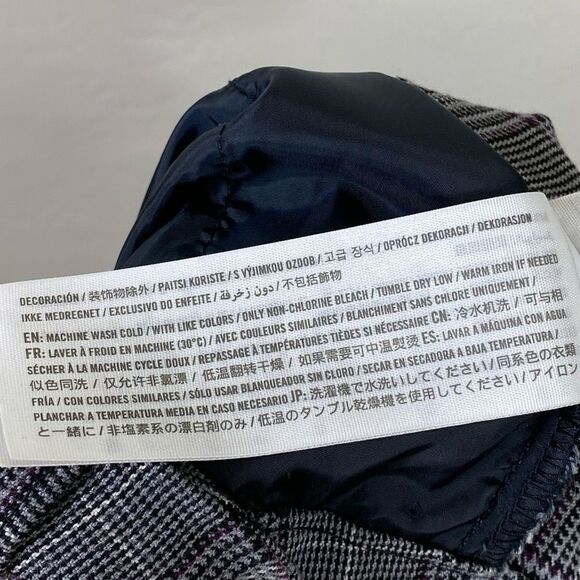 DECORACIÓN / 装饰物除外 / PAITSI KORISTE / S VÝJIMKOU OZDOB / 고급 장식 / OPRÓCZ DEKORACJI / DEKORASJON
IKKE MEDREGNET / EXCLUSIVO DO ENFEITE / بدون زخرفة / 不包括飾物
EN: MACHINE WASH COLD / WITH LIKE COLORS / ONLY NON-CHLORINE BLEACH / TUMBLE DRY LOW / WARM IRON IF NEEDED
FR: LAVER À FROID EN MACHINE (30°C) / AVEC COULEURS SIMILAIRES / BLANCHIMENT SANS CHLORE UNIQUEMENT /
SÉCHER À LA MACHINE CYCLE DOUX / REPASSAGE À TEMPÉRATURES TIÈDES SI NÉCESSAIRE CN: 冷水机洗 / 可与相
似色同洗 / 仅允许非氯漂 / 低温翻转干燥 / 如果需要可中温熨烫 ES: LAVAR A MÁQUINA CON AGUA
FRÍA / CON COLORES SIMILARES / SÓLO USAR BLANQUEADOR SIN CLORO / SECAR EN SECADORA A BAJA TEMPERATURA /
PLANCHAR A TEMPERATURA MEDIA EN CASO NECESARIO JP: 洗濯機で水洗いしてください / 同系色の衣類
と一緒に / 非塩素系の漂白剤のみ / 低温のタンブル乾燥機を使用してください / アイロン